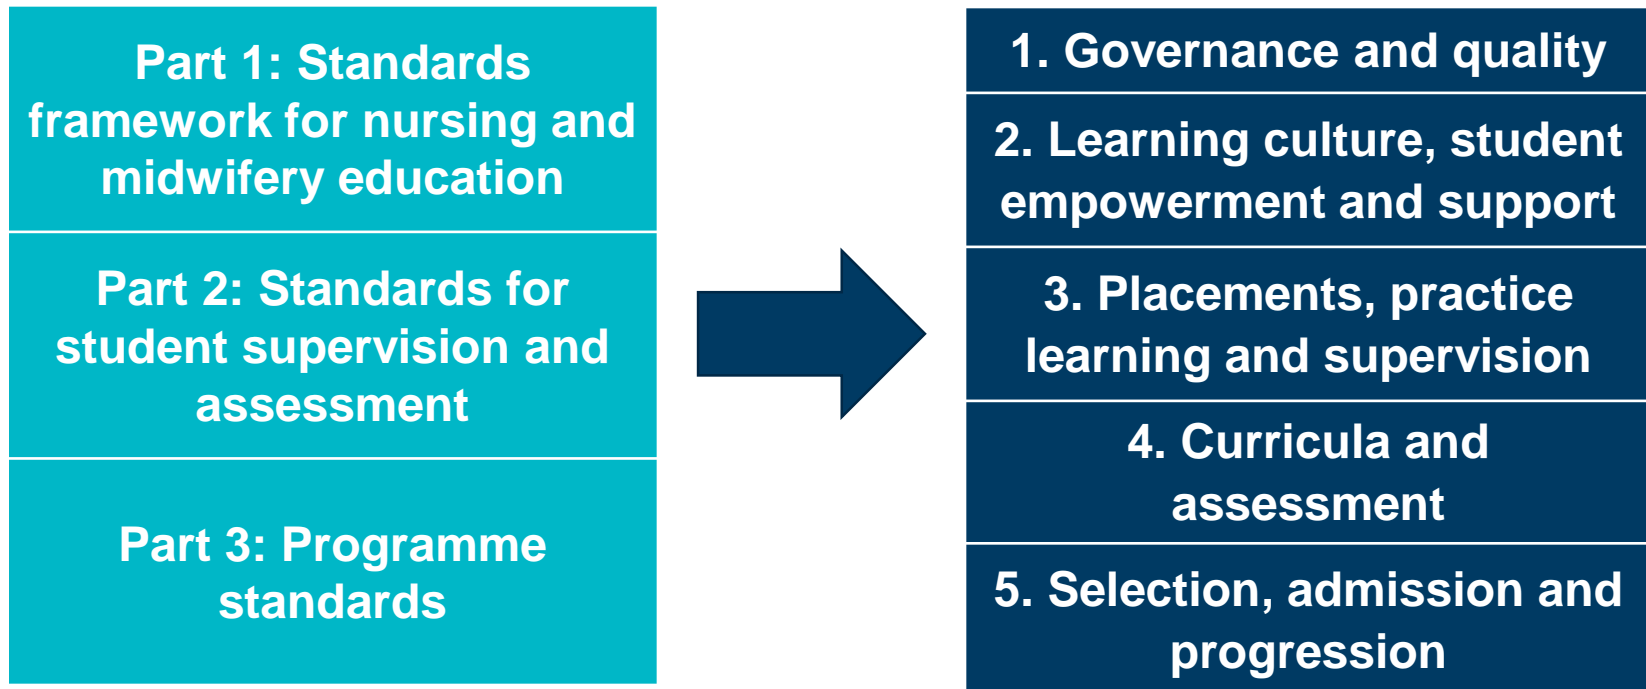 Part 1: Standards
framework for nursing and
midwifery education
Part 2: Standards for
student supervision and
assessment
Part 3: Programme
standards
1. Governance and quality
2. Learning culture, student
empowerment and support
3. Placements, practice
learning and supervision
4. Curricula and
assessment
5. Selection, admission and
progression